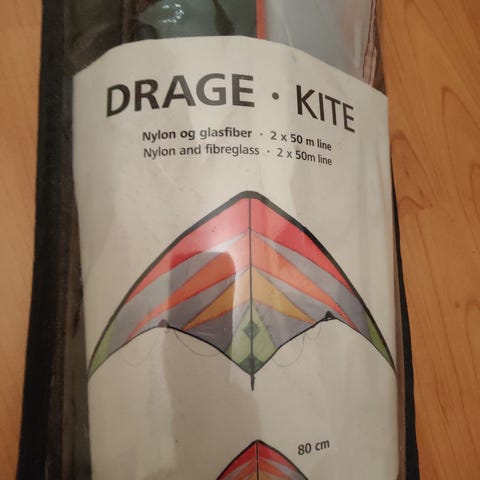 DRAGE · KITE
Nylon og glasfiber · 2 x 50 m line
Nylon and fibreglass · 2 x 50m line
80 cm